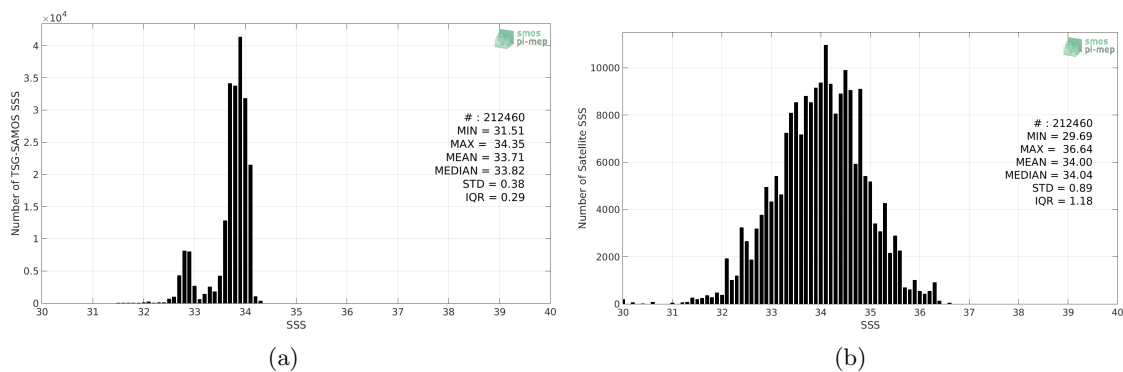 ×10⁴
4
3.5
3
2.5
2
1.5
1
0.5
0
Number of TSG-SAMOS SSS
30 31 32 33 34 35 36 37 38 39 40
SSS
smos
pi-mep
# : 212460
MIN = 31.51
MAX = 34.35
MEAN = 33.71
MEDIAN = 33.82
STD = 0.38
IQR = 0.29
(a)
10000
8000
6000
4000
2000
0
Number of Satellite SSS
30 31 32 33 34 35 36 37 38 39 40
SSS
smos
pi-mep
# : 212460
MIN = 29.69
MAX = 36.64
MEAN = 34.00
MEDIAN = 34.04
STD = 0.89
IQR = 1.18
(b)